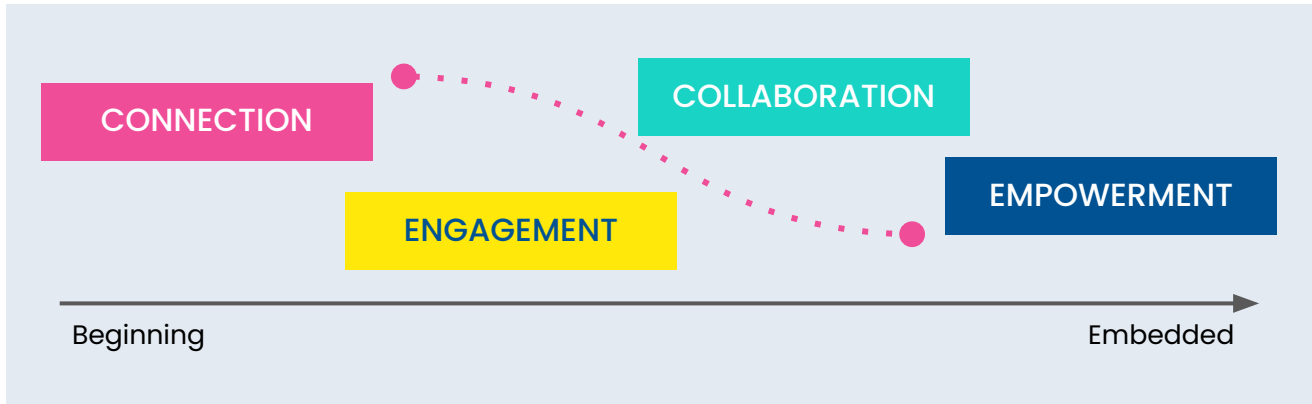 CONNECTION
ENGAGEMENT
COLLABORATION
EMPOWERMENT
Beginning
Embedded